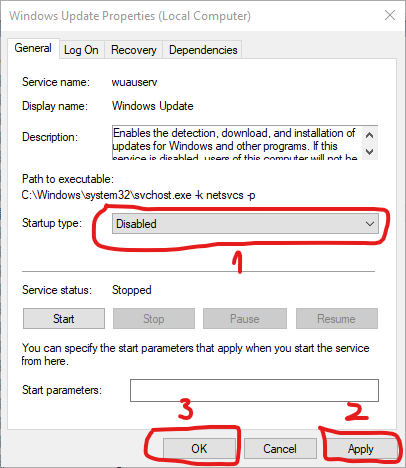 Windows Update Properties (Local Computer)
General Log On Recovery Dependencies
Service name: wuauserv
Display name: Windows Update
Description: Enables the detection, download, and installation of
updates for Windows and other programs. If this
service is disabled, users of this computer will not be
Path to executable:
C:\Windows\system32\svchost.exe -k netsvcs -p
Startup type: Disabled
1
Service status: Stopped
Start Stop Pause Resume
You can specify the start parameters that apply when you start the service
from here.
Start parameters:
3 2
OK Cancel Apply